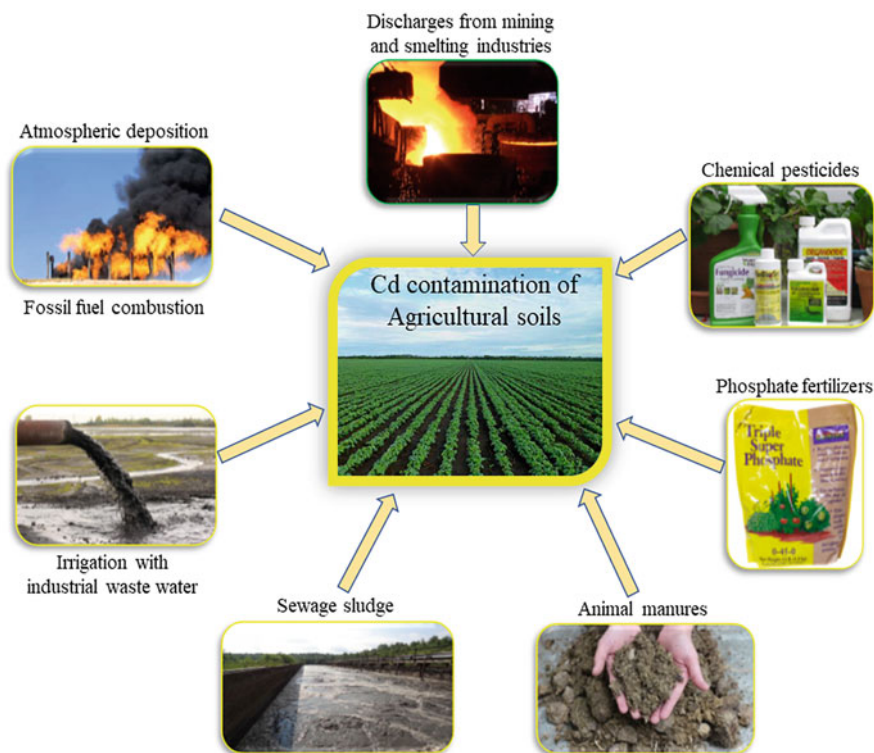 Discharges from mining
and smelting industries
Atmospheric deposition
Fossil fuel combustion
Chemical pesticides
Fungicide
Cd contamination of
Agricultural soils
Phosphate fertilizers
Triple
Super
Phosphate
0-45-0
Irrigation with
industrial waste water
Sewage sludge
Animal manures